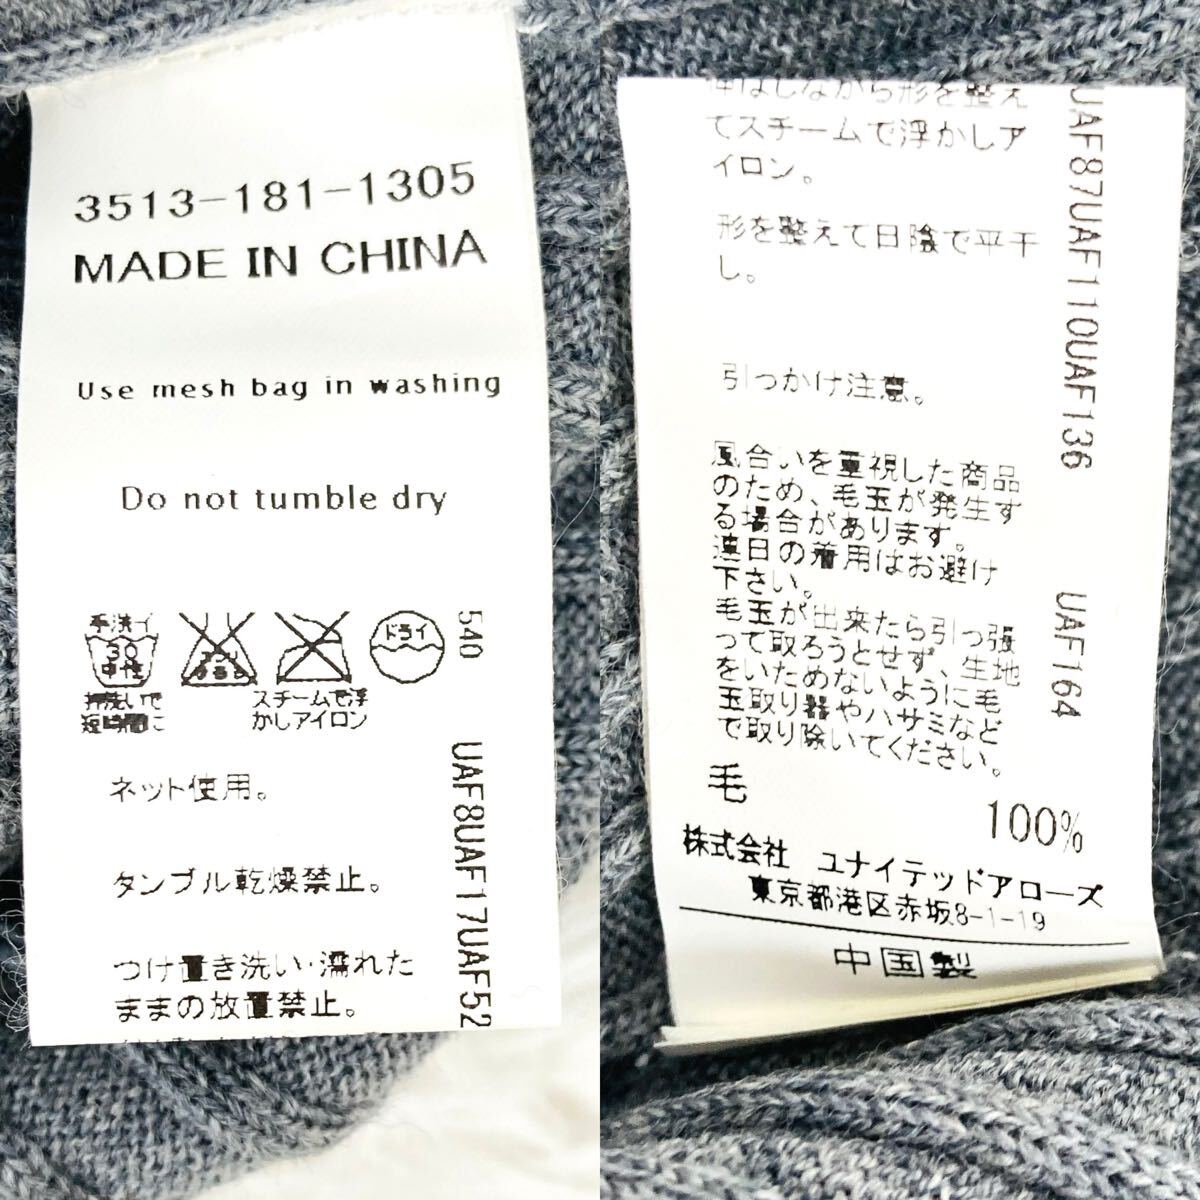 3513-181-1305
MADE IN CHINA
Use mesh bag in washing
Do not tumble dry
手洗イ
30
中性
ドライ
押洗いで
短時間に
スチームで浮
かしアイロン
540
ネット使用。
タンブル乾燥禁止。
つけ置き洗い・濡れた
ままの放置禁止。
UAF8UAF17UAF52
伸ばしながら形を整え
てスチームで浮かしア
イロン。
形を整えて日陰で平干
し。
引っかけ注意。
風合いを重視した商品
のため、毛玉が発生す
る場合があります。
連日の着用はお避け
下さい。
毛玉が出来たら引っ張
って取ろうとせず、生地
をいためないように毛
玉取り器やハサミなど
で取り除いてください。
毛
100%
株式会社 ユナイテッドアローズ
東京都港区赤坂8-1-19
中国製
UAF87UAF110UAF136
UAF164